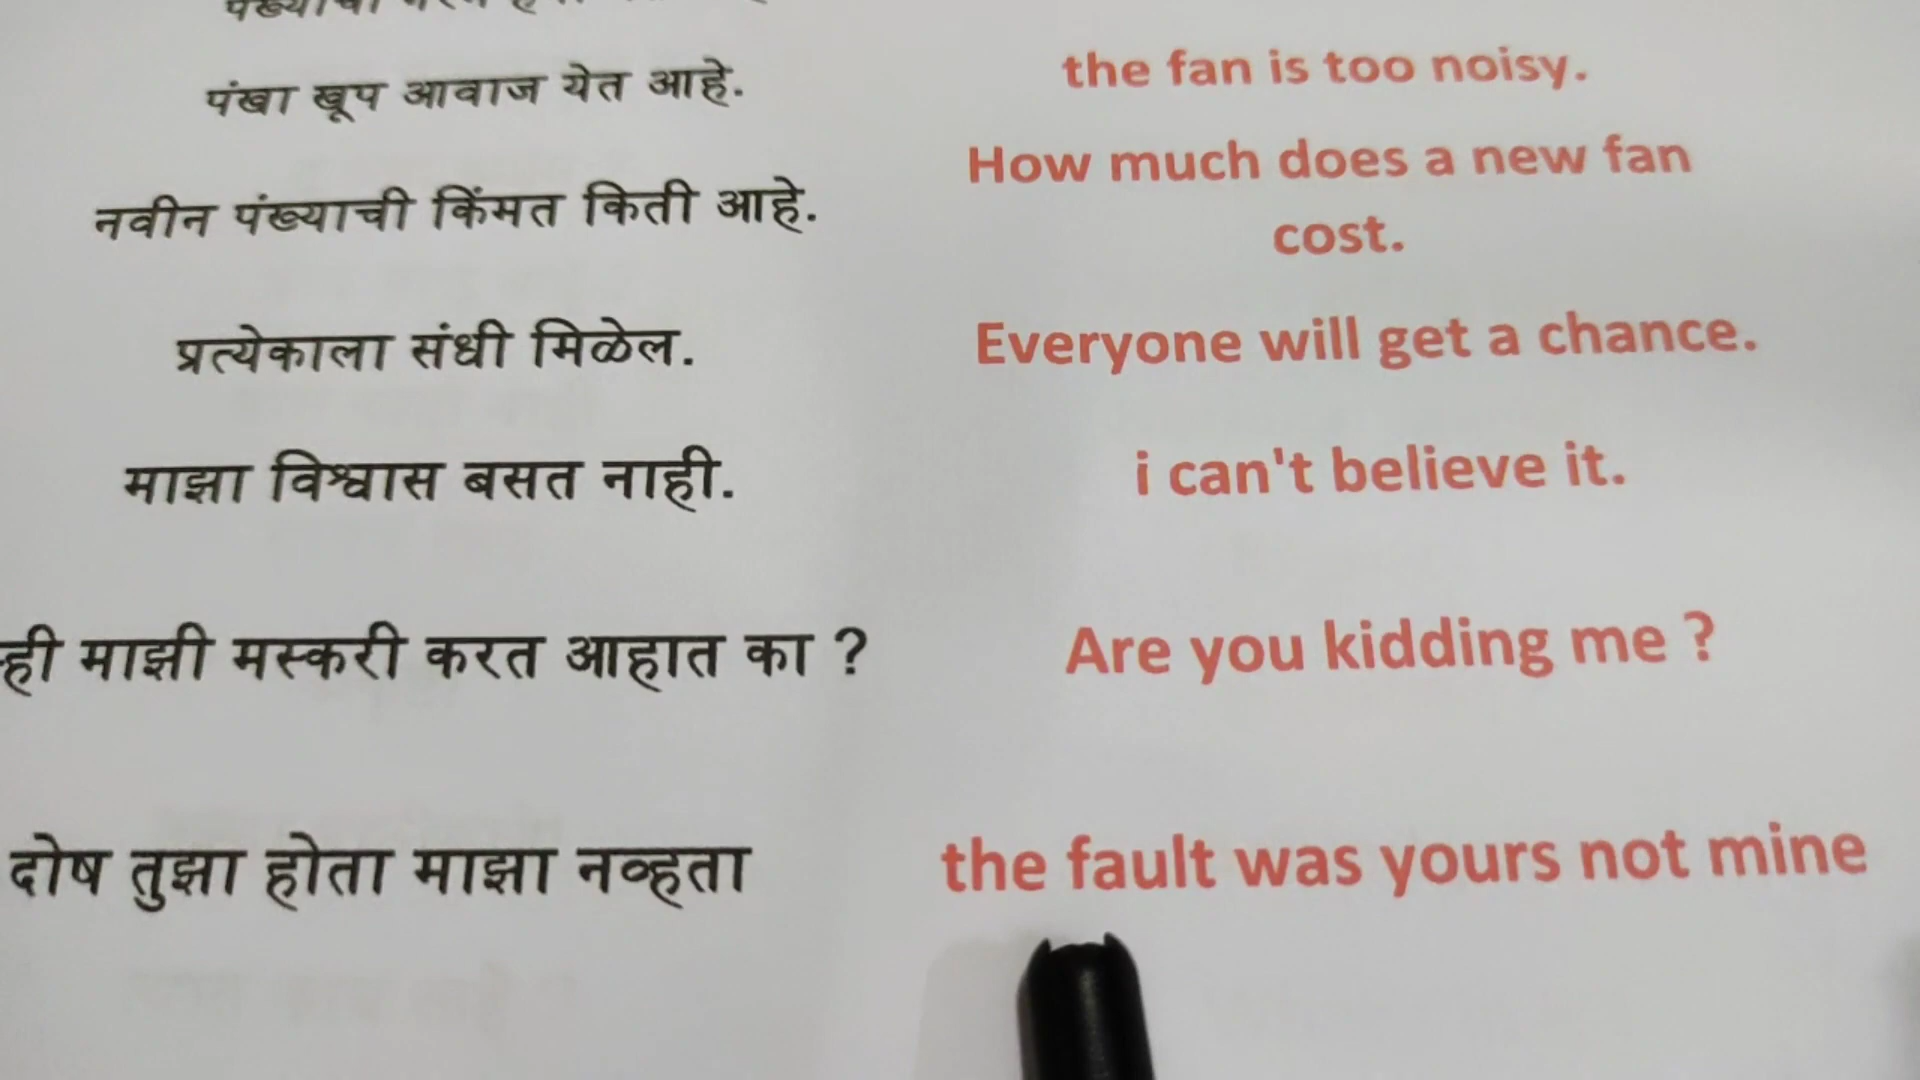 पंखा खूप आवाज येत आहे.
the fan is too noisy.
नवीन पंख्याची किंमत किती आहे.
How much does a new fan
cost.
प्रत्येकाला संधी मिळेल.
Everyone will get a chance.
माझा विश्वास बसत नाही.
i can't believe it.
माझी मस्करी करत आहात का ?
Are you kidding me ?
दोष तुझा होता माझा नव्हता
the fault was yours not mine